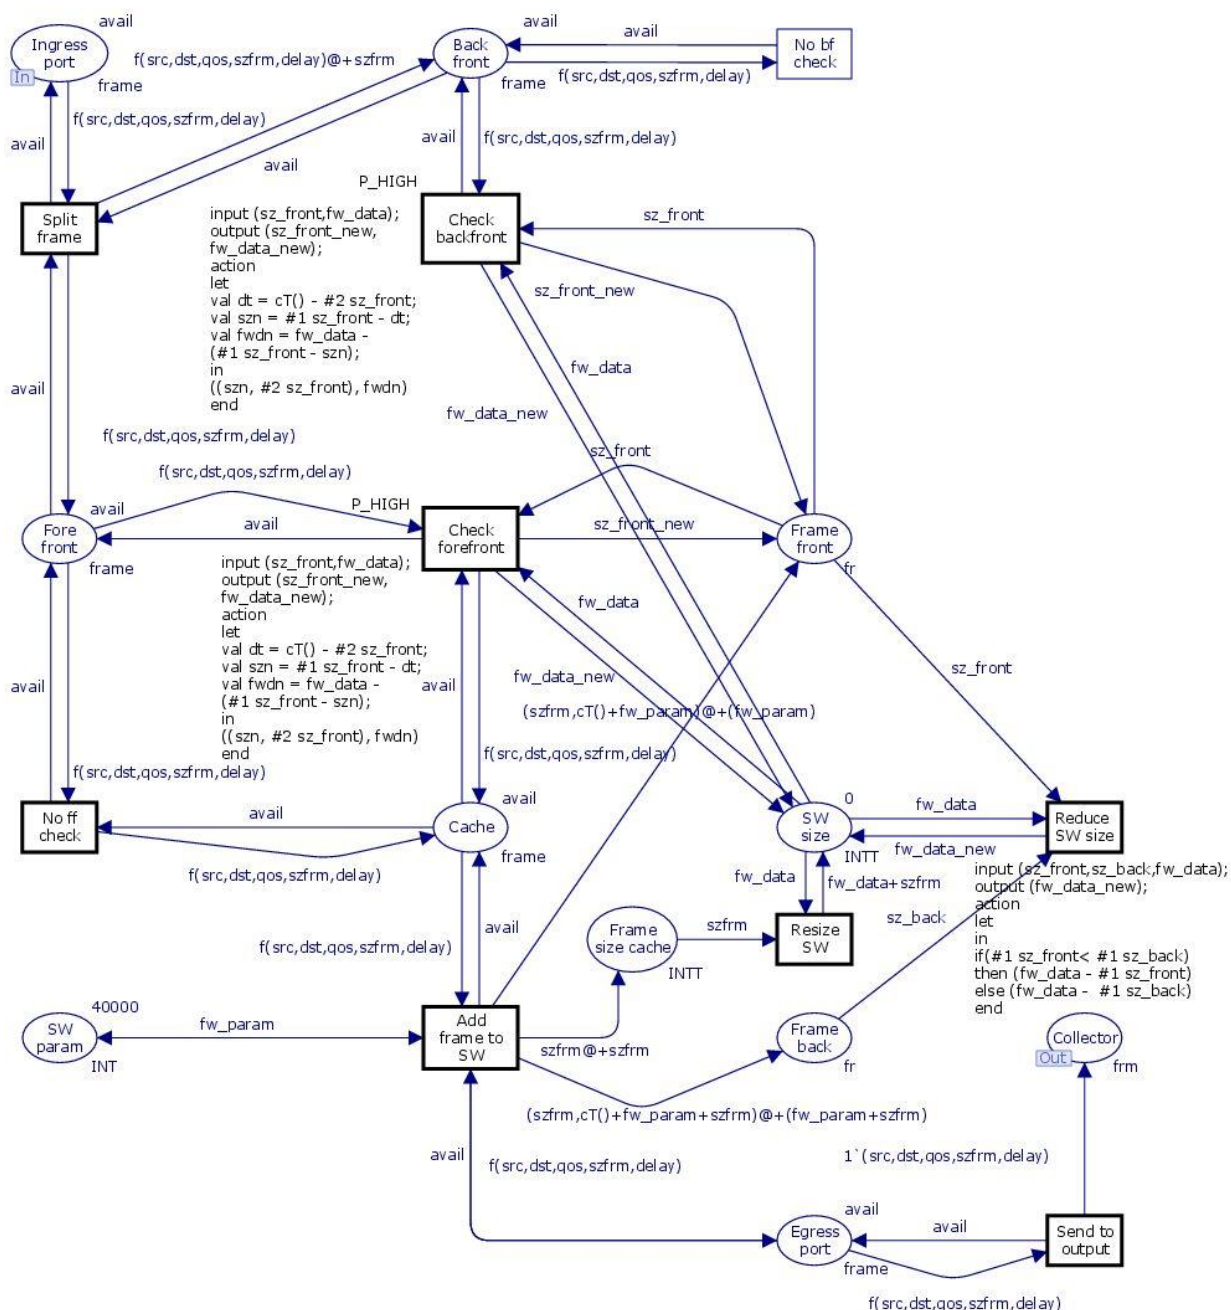 avail
Ingress
port
In
frame
f(src,dst,qos,szfrm,delay)@+szfrm
avail
Back
front
frame
avail
No bf
check
f(src,dst,qos,szfrm,delay)
f(src,dst,qos,szfrm,delay)
avail
avail
avail
f(src,dst,qos,szfrm,delay)
P_HIGH
Split
frame
input (sz_front,fw_data);
output (sz_front_new,
fw_data_new);
action
let
val dt = cT() - #2 sz_front;
val szn = #1 sz_front - dt;
val fwdn = fw_data -
(#1 sz_front - szn);
in
((szn, #2 sz_front), fwdn)
end
Check
backfront
sz_front
sz_front_new
fw_data
fw_data_new
avail
f(src,dst,qos,szfrm,delay)
f(src,dst,qos,szfrm,delay)
sz_front
P_HIGH
avail
Fore
front
frame
avail
Check
forefront
sz_front_new
Frame
front
fr
input (sz_front,fw_data);
output (sz_front_new,
fw_data_new);
action
let
val dt = cT() - #2 sz_front;
val szn = #1 sz_front - dt;
val fwdn = fw_data -
(#1 sz_front - szn);
in
((szn, #2 sz_front), fwdn)
end
fw_data
fw_data_new
sz_front
avail
avail
(szfrm,cT()+fw_param)@+(fw_param)
f(src,dst,qos,szfrm,delay)
f(src,dst,qos,szfrm,delay)
No ff
check
avail
avail
Cache
frame
f(src,dst,qos,szfrm,delay)
0
SW
size
INTT
fw_data
fw_data_new
Reduce
SW size
input (sz_front,sz_back,fw_data);
output (fw_data_new);
action
let
in
if(#1 sz_front< #1 sz_back)
then (fw_data - #1 sz_front)
else (fw_data - #1 sz_back)
end
fw_data
fw_data+szfrm
sz_back
Frame
size cache
INTT
szfrm
Resize
SW
f(src,dst,qos,szfrm,delay)
avail
40000
SW
param
INT
fw_param
Add
frame to
SW
szfrm@+szfrm
Frame
back
fr
Collector
Out
frm
(szfrm,cT()+fw_param+szfrm)@+(fw_param+szfrm)
avail
f(src,dst,qos,szfrm,delay)
1`(src,dst,qos,szfrm,delay)
avail
Egress
port
frame
avail
Send to
output
f(src,dst,qos,szfrm,delay)